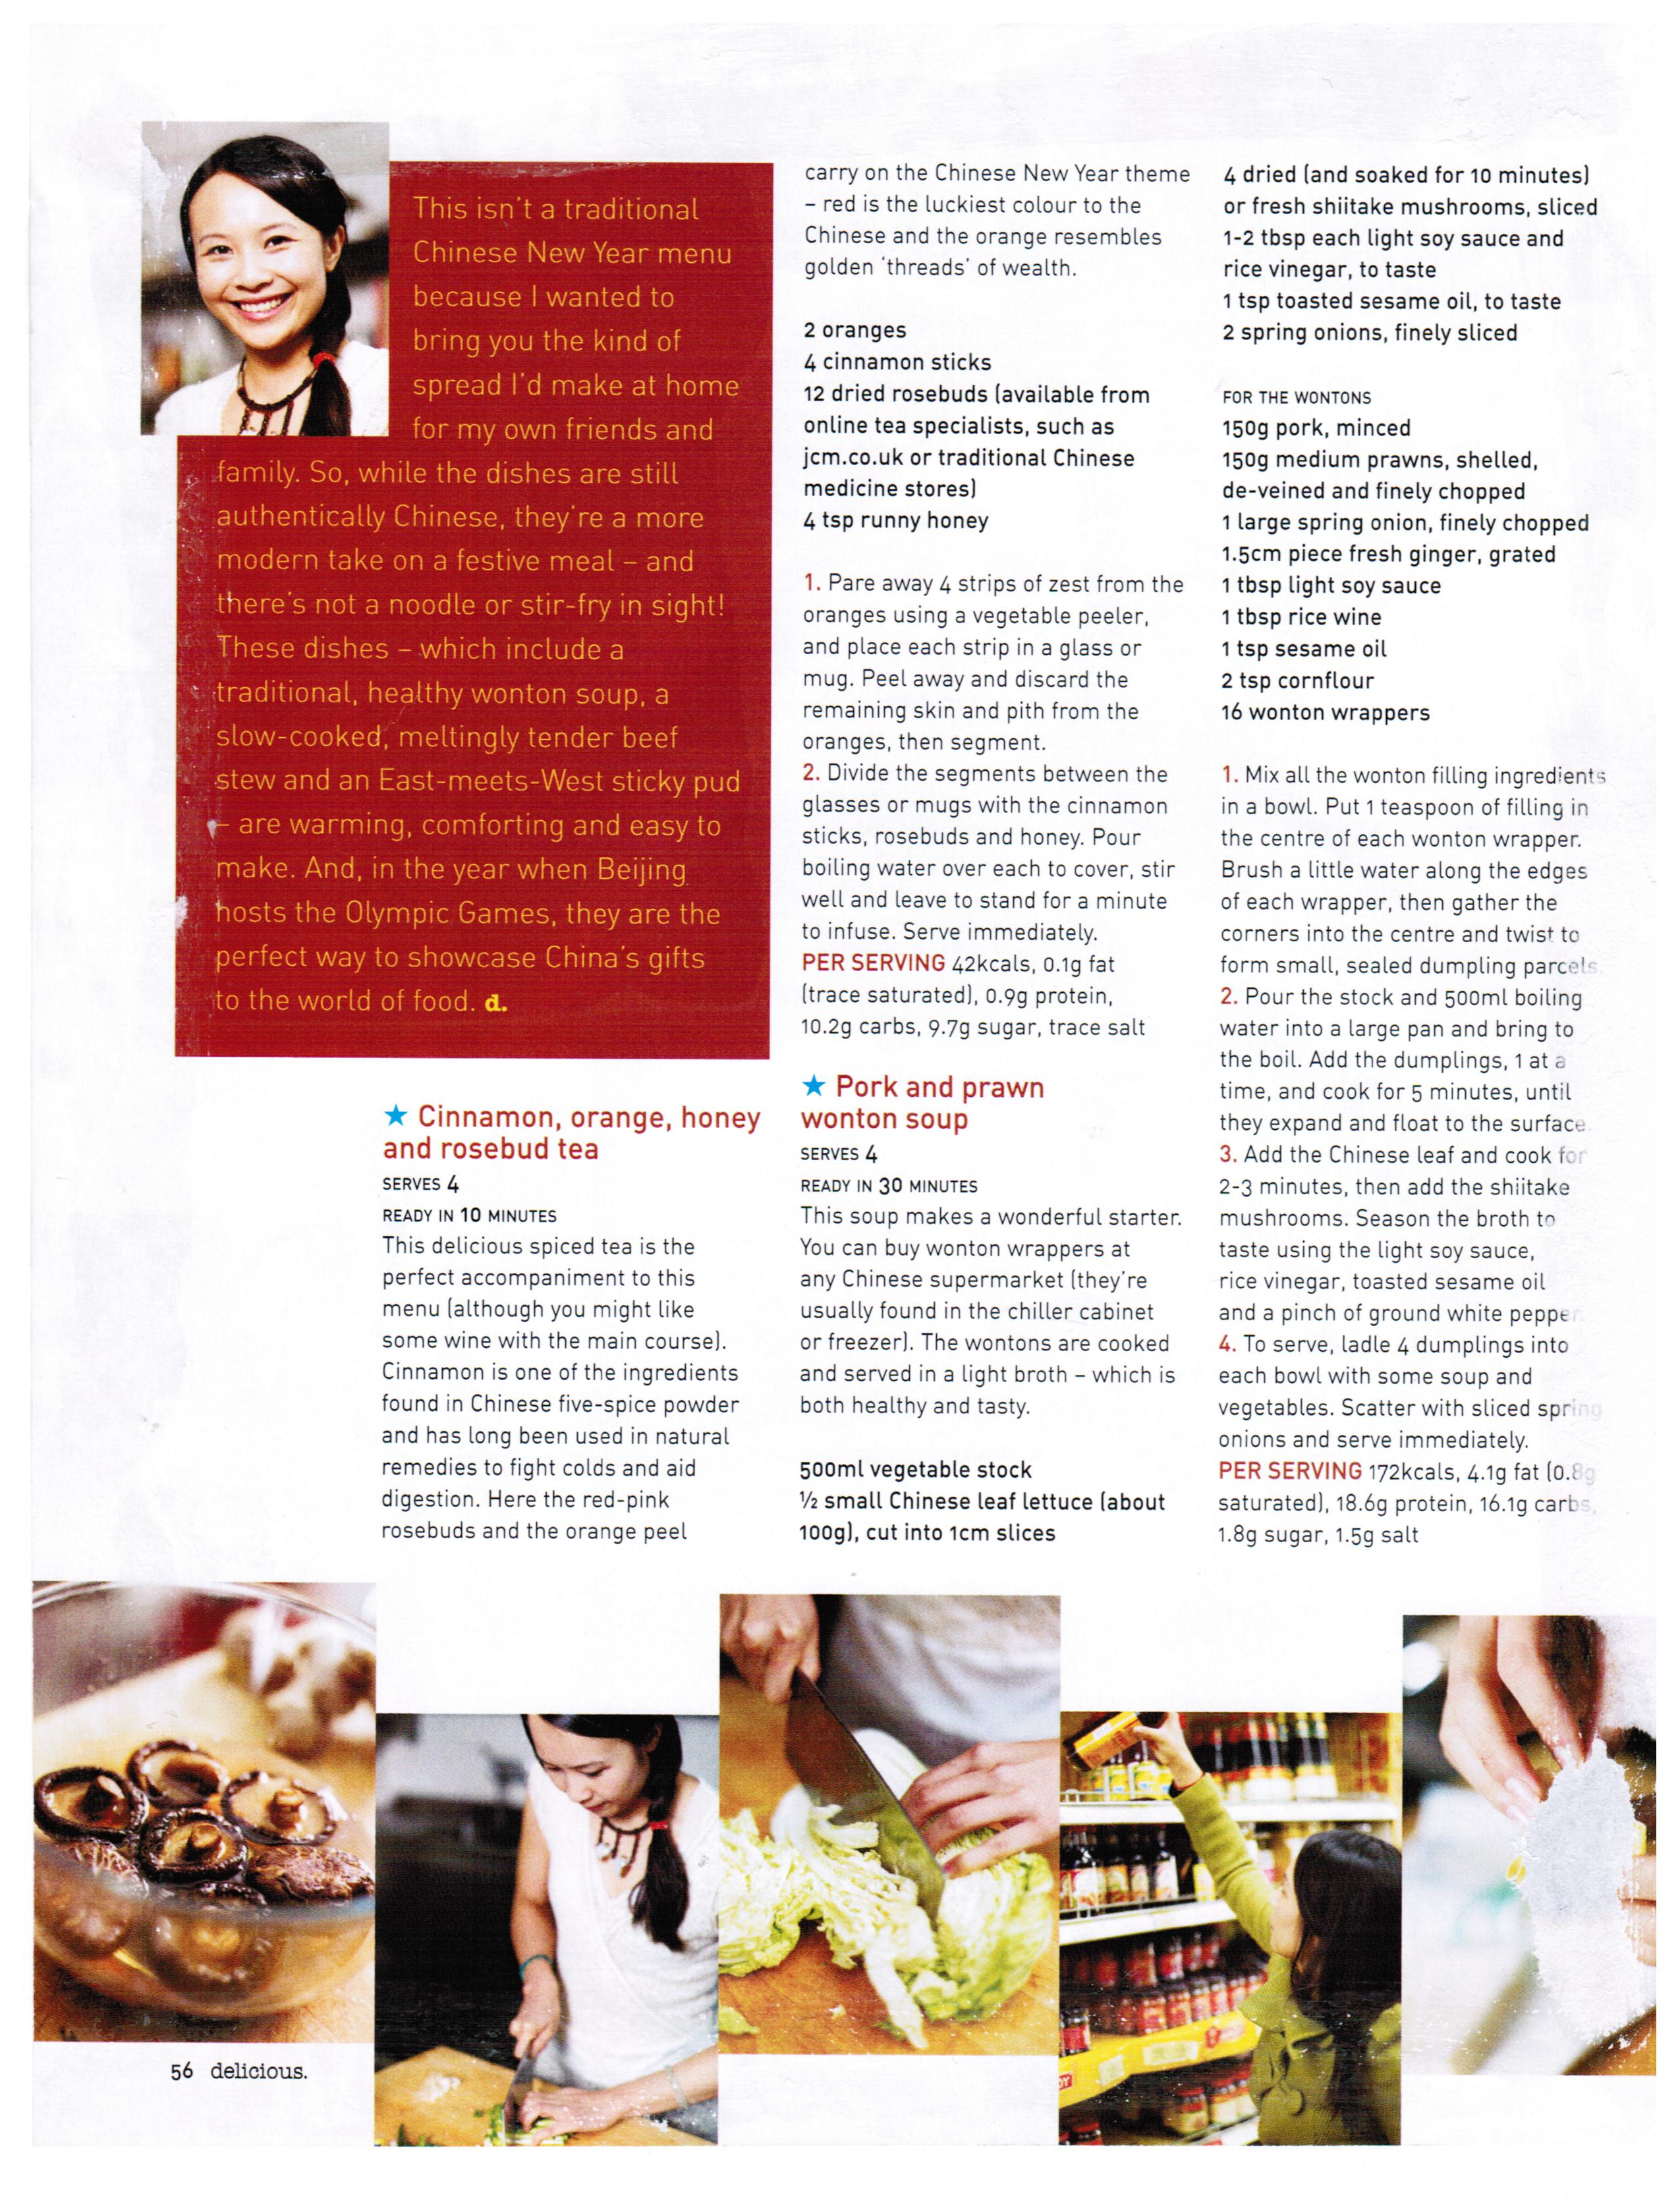 This isn't a traditional
Chinese New Year menu
because I wanted to
bring you the kind of
spread I'd make at home
for my own friends and
family. So, while the dishes are still
authentically Chinese, they're a more
modern take on a festive meal – and
there's not a noodle or stir-fry in sight!
These dishes – which include a
traditional, healthy wonton soup, a
slow-cooked, meltingly tender beef
stew and an East-meets-West sticky pud
– are warming, comforting and easy to
make. And, in the year when Beijing
hosts the Olympic Games, they are the
perfect way to showcase China's gifts
to the world of food. d.
★ Cinnamon, orange, honey
and rosebud tea
SERVES 4
READY IN 10 MINUTES
This delicious spiced tea is the
perfect accompaniment to this
menu (although you might like
some wine with the main course).
Cinnamon is one of the ingredients
found in Chinese five-spice powder
and has long been used in natural
remedies to fight colds and aid
digestion. Here the red-pink
rosebuds and the orange peel
carry on the Chinese New Year theme
– red is the luckiest colour to the
Chinese and the orange resembles
golden 'threads' of wealth.
2 oranges
4 cinnamon sticks
12 dried rosebuds (available from
online tea specialists, such as
jcm.co.uk or traditional Chinese
medicine stores)
4 tsp runny honey
1. Pare away 4 strips of zest from the
oranges using a vegetable peeler,
and place each strip in a glass or
mug. Peel away and discard the
remaining skin and pith from the
oranges, then segment.
2. Divide the segments between the
glasses or mugs with the cinnamon
sticks, rosebuds and honey. Pour
boiling water over each to cover, stir
well and leave to stand for a minute
to infuse. Serve immediately.
PER SERVING 42kcals, 0.1g fat
(trace saturated), 0.9g protein,
10.2g carbs, 9.7g sugar, trace salt
★ Pork and prawn
wonton soup
SERVES 4
READY IN 30 MINUTES
This soup makes a wonderful starter.
You can buy wonton wrappers at
any Chinese supermarket (they're
usually found in the chiller cabinet
or freezer). The wontons are cooked
and served in a light broth – which is
both healthy and tasty.
500ml vegetable stock
½ small Chinese leaf lettuce (about
100g), cut into 1cm slices
4 dried (and soaked for 10 minutes)
or fresh shiitake mushrooms, sliced
1-2 tbsp each light soy sauce and
rice vinegar, to taste
1 tsp toasted sesame oil, to taste
2 spring onions, finely sliced
FOR THE WONTONS
150g pork, minced
150g medium prawns, shelled,
de-veined and finely chopped
1 large spring onion, finely chopped
1.5cm piece fresh ginger, grated
1 tbsp light soy sauce
1 tbsp rice wine
1 tsp sesame oil
2 tsp cornflour
16 wonton wrappers
1. Mix all the wonton filling ingredients
in a bowl. Put 1 teaspoon of filling in
the centre of each wonton wrapper.
Brush a little water along the edges
of each wrapper, then gather the
corners into the centre and twist to
form small, sealed dumpling parcels.
2. Pour the stock and 500ml boiling
water into a large pan and bring to
the boil. Add the dumplings, 1 at a
time, and cook for 5 minutes, until
they expand and float to the surface.
3. Add the Chinese leaf and cook for
2-3 minutes, then add the shiitake
mushrooms. Season the broth to
taste using the light soy sauce,
rice vinegar, toasted sesame oil
and a pinch of ground white pepper.
4. To serve, ladle 4 dumplings into
each bowl with some soup and
vegetables. Scatter with sliced spring
onions and serve immediately.
PER SERVING 172kcals, 4.1g fat (0.8g
saturated), 18.6g protein, 16.1g carbs,
1.8g sugar, 1.5g salt
56 delicious.